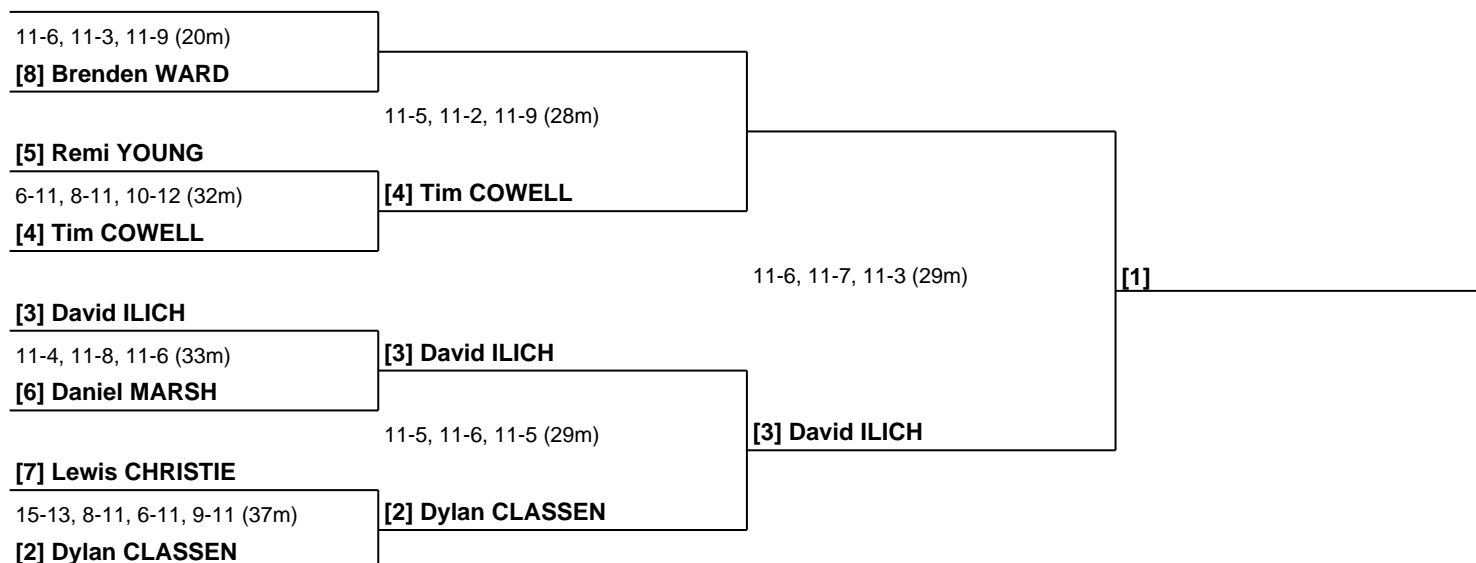 11-6, 11-3, 11-9 (20m)
[8] Brenden WARD
11-5, 11-2, 11-9 (28m)
[5] Remi YOUNG
6-11, 8-11, 10-12 (32m)
[4] Tim COWELL
[4] Tim COWELL
11-6, 11-7, 11-3 (29m)
[1]
[3] David ILICH
11-4, 11-8, 11-6 (33m)
[3] David ILICH
[6] Daniel MARSH
11-5, 11-6, 11-5 (29m)
[3] David ILICH
[7] Lewis CHRISTIE
15-13, 8-11, 6-11, 9-11 (37m)
[2] Dylan CLASSEN
[2] Dylan CLASSEN